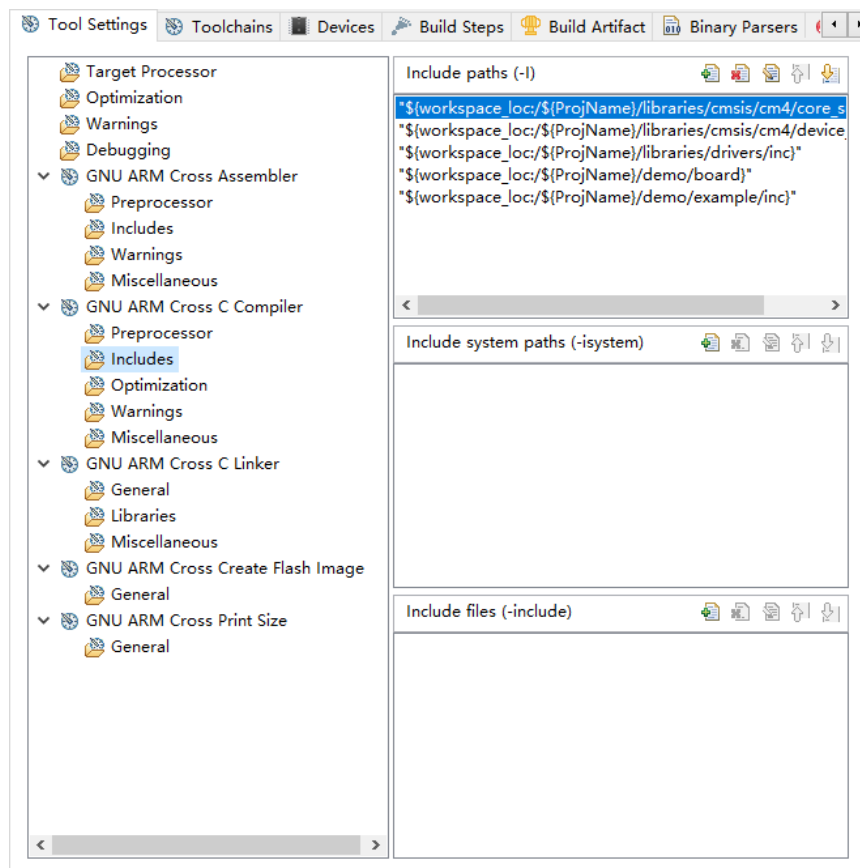 Tool Settings Toolchains Devices Build Steps Build Artifact Binary Parsers
Target Processor
Optimization
Warnings
Debugging
GNU ARM Cross Assembler
Preprocessor
Includes
Warnings
Miscellaneous
GNU ARM Cross C Compiler
Preprocessor
Includes
Optimization
Warnings
Miscellaneous
GNU ARM Cross C Linker
General
Libraries
Miscellaneous
GNU ARM Cross Create Flash Image
General
GNU ARM Cross Print Size
General
Include paths (-I)
"${workspace_loc:/${ProjName}/libraries/cmsis/cm4/core_s
"${workspace_loc:/${ProjName}/libraries/cmsis/cm4/device_
"${workspace_loc:/${ProjName}/libraries/drivers/inc}"
"${workspace_loc:/${ProjName}/demo/board}"
"${workspace_loc:/${ProjName}/demo/example/inc}"
Include system paths (-isystem)
Include files (-include)